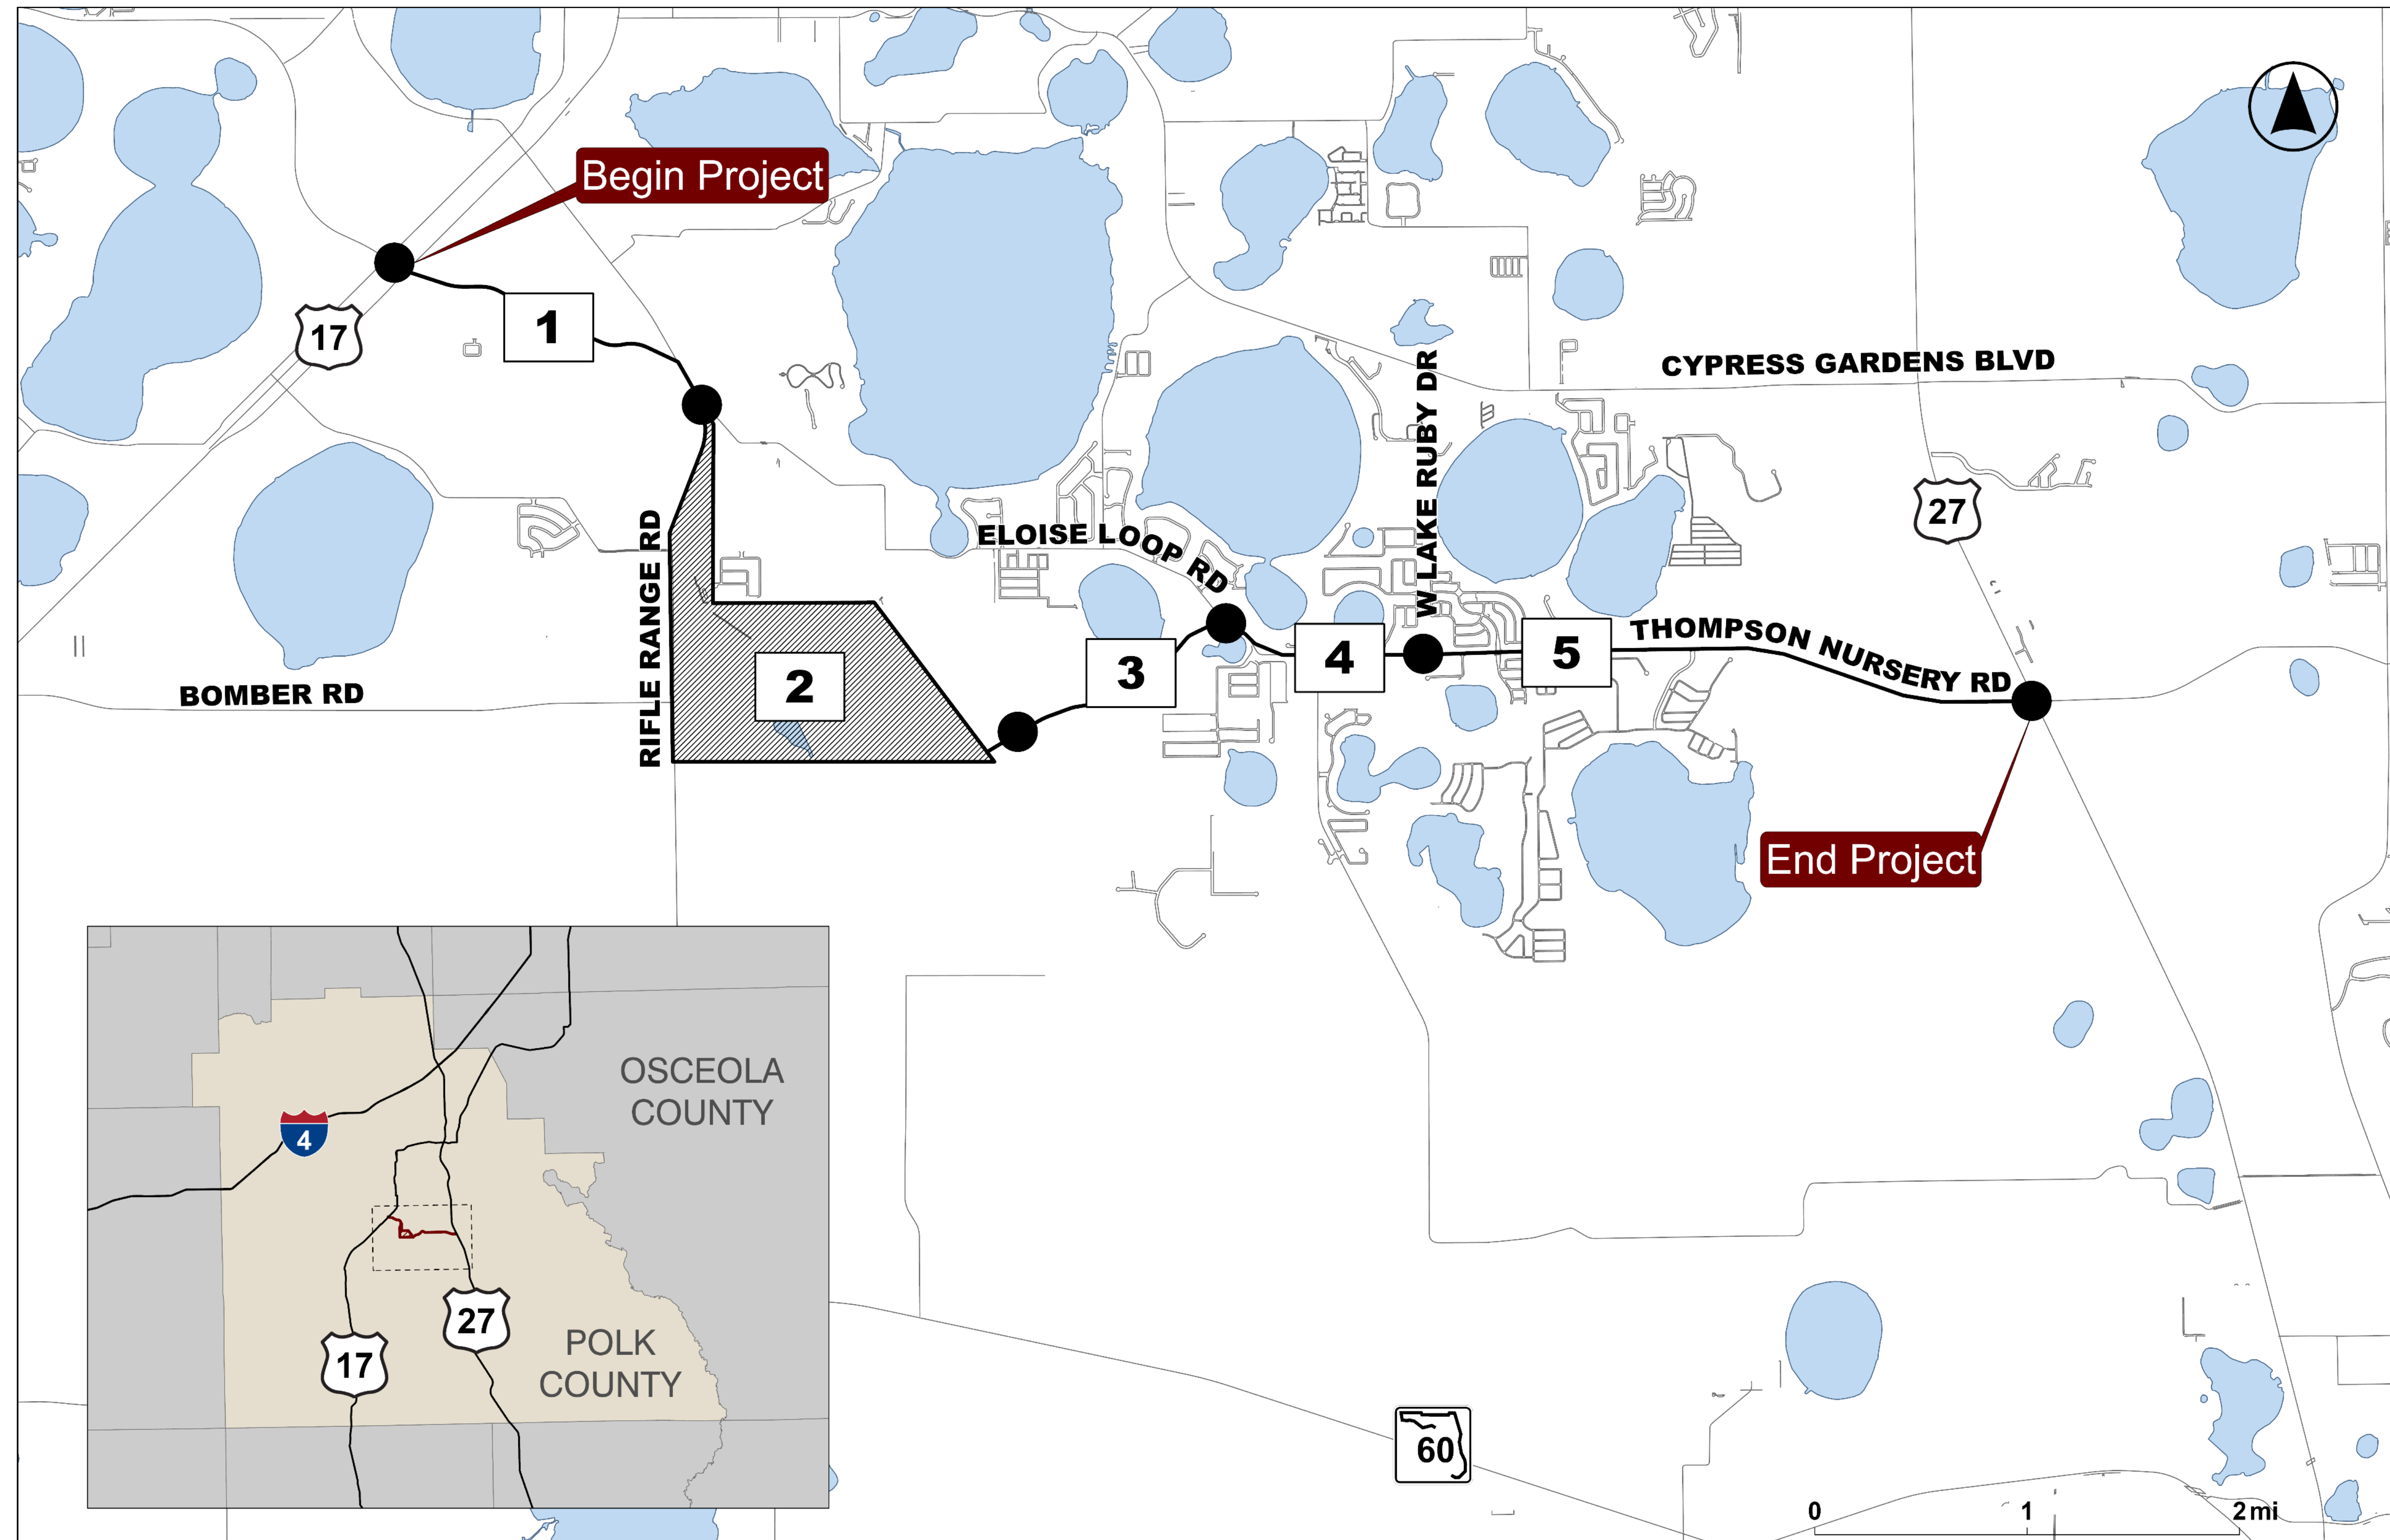 Begin Project
17
1
CYPRESS GARDENS BLVD
W LAKE RUBY DR
27
RIFLE RANGE RD
ELOISE LOOP RD
THOMPSON NURSERY RD
BOMBER RD
2
3
4
5
End Project
OSCEOLA
COUNTY
4
27
17
POLK
COUNTY
60
0 1 2 mi